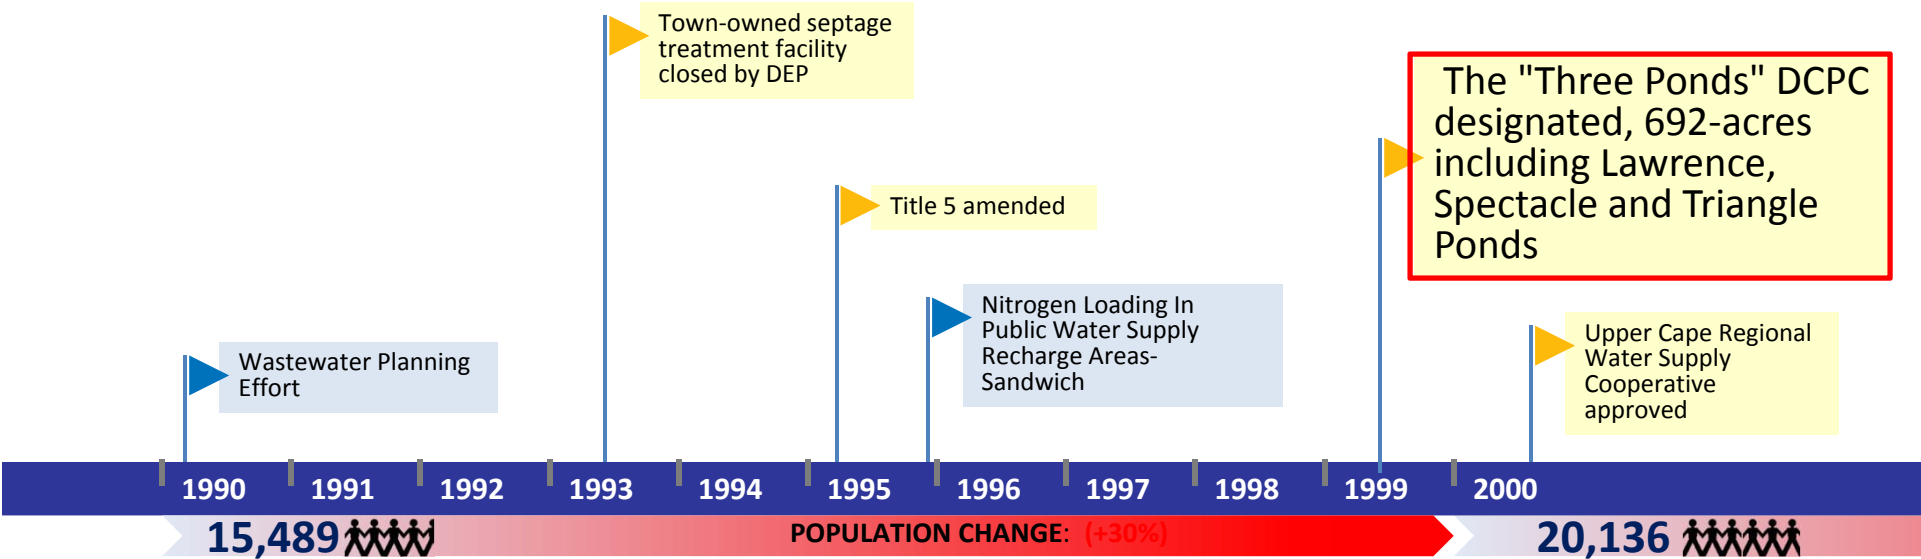 Town-owned septage
treatment facility
closed by DEP
The "Three Ponds" DCPC
designated, 692-acres
including Lawrence,
Spectacle and Triangle
Ponds
Title 5 amended
Nitrogen Loading In
Public Water Supply
Recharge Areas-
Sandwich
Upper Cape Regional
Water Supply
Cooperative
approved
Wastewater Planning
Effort
1990 1991 1992 1993 1994 1995 1996 1997 1998 1999 2000
15,489 POPULATION CHANGE: (+30%) 20,136